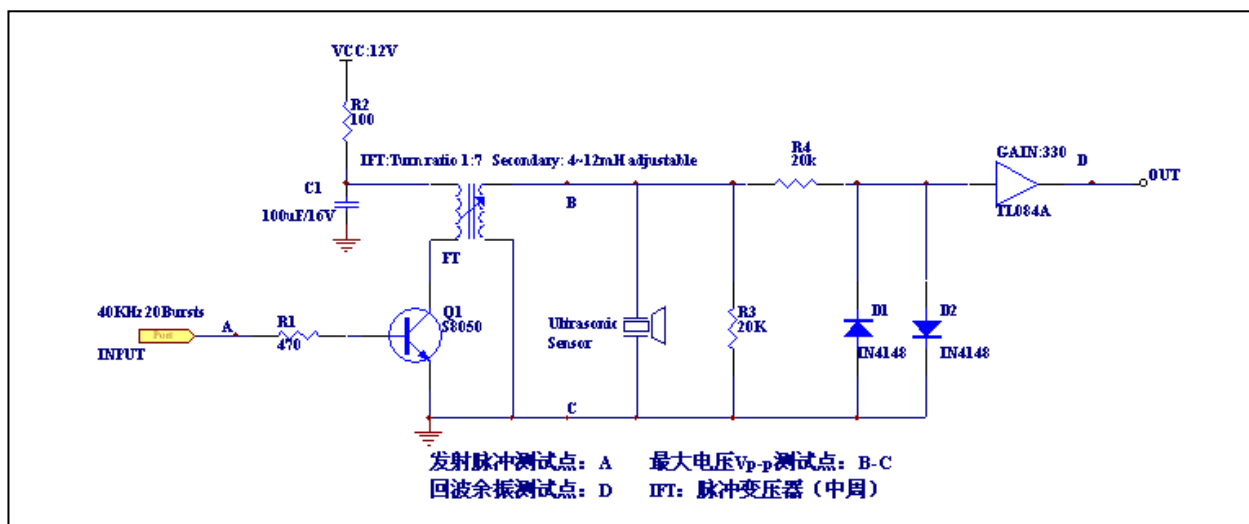 VCC:12V
R2
100
IFT:Turn ratio 1:7 Secondary: 4~12mH adjustable
R4
20k
GAIN:330
D
OUT
C1
100uF/16V
B
TL084A
FT
40KHz 20Bursts
A
R1
470
Port
INPUT
Q1
S8050
Ultrasonic
Sensor
R3
20K
D1
IN4148
D2
IN4148
C
发射脉冲测试点：A 最大电压Vp-p测试点：B-C
回波余振测试点：D IFT：脉冲变压器（中周）